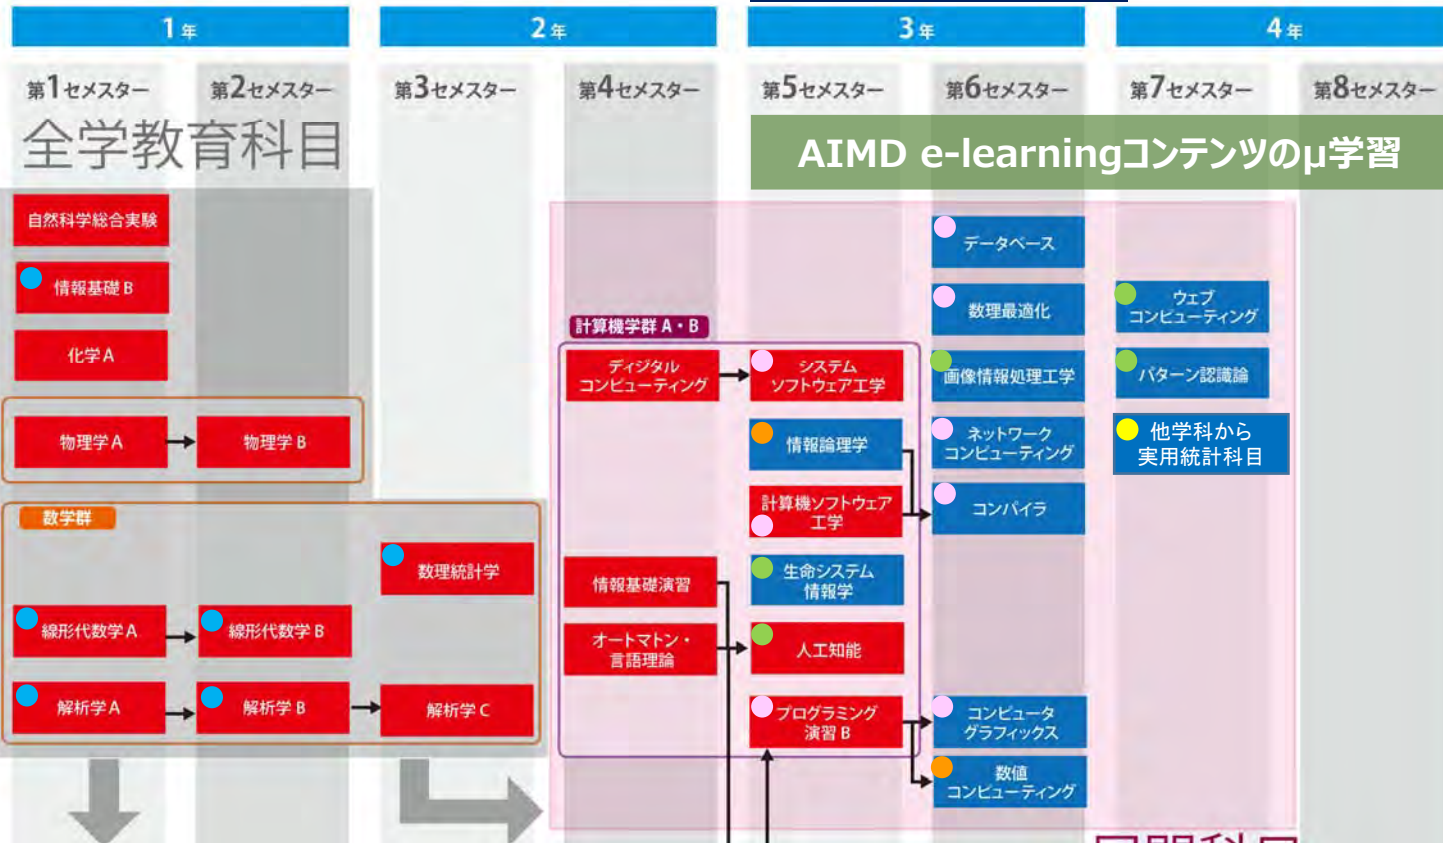 1年
2年
3年
4年
第1セメスター
第2セメスター
第3セメスター
第4セメスター
第5セメスター
第6セメスター
第7セメスター
第8セメスター
全学教育科目
AIMD e-learningコンテンツのμ学習
自然科学総合実験
情報基礎B
化学A
物理学A
物理学B
数学群
数理統計学
線形代数学A
線形代数学B
解析学A
解析学B
解析学C
計算機学群 A・B
ディジタル
コンピューティング
情報基礎演習
オートマトン・
言語理論
システム
ソフトウェア工学
情報論理学
計算機ソフトウェア
工学
生命システム
情報学
人工知能
プログラミング
演習B
データベース
数理最適化
画像情報処理工学
ネットワーク
コンピューティング
コンパイラ
コンピュータ
グラフィックス
数値
コンピューティング
ウェブ
コンピューティング
パターン認識論
他学科から
実用統計科目